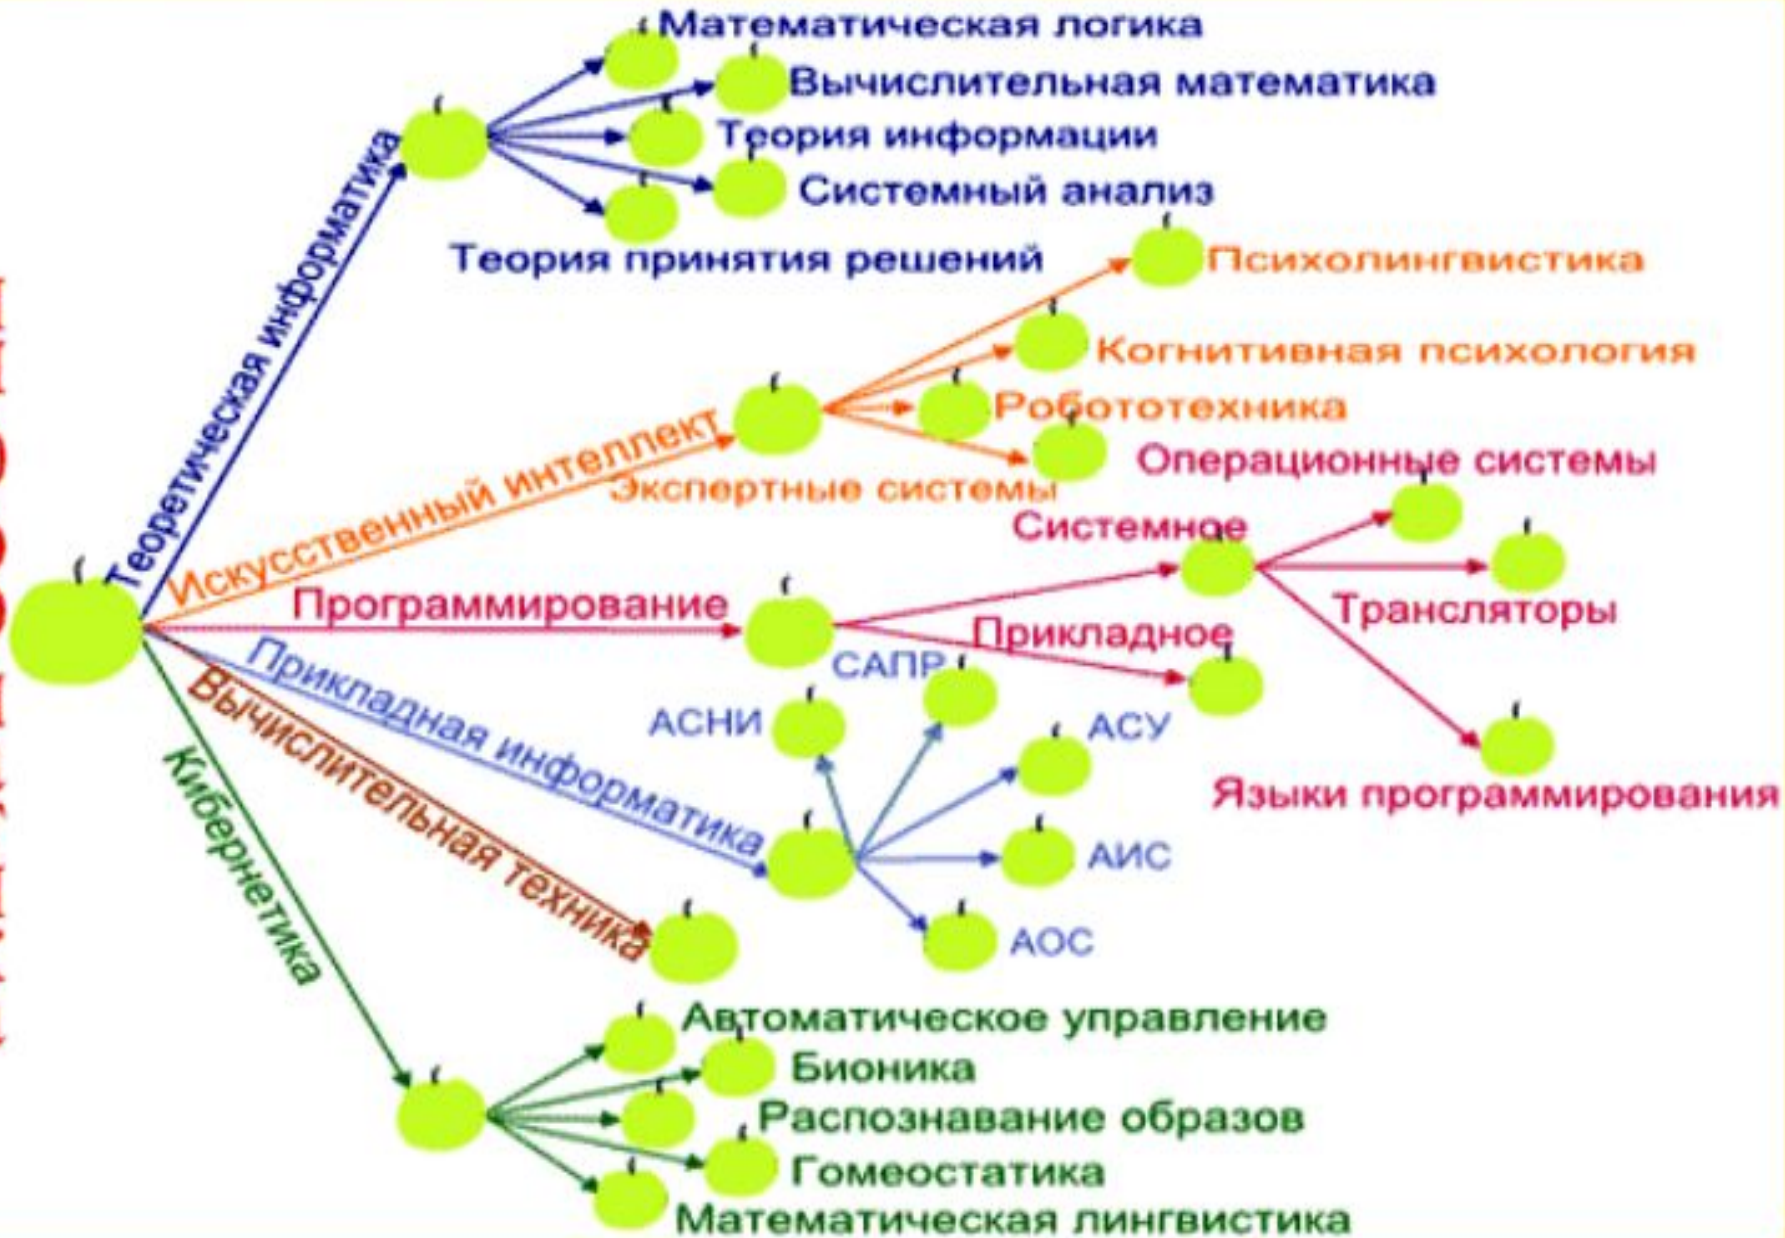 Математическая логика
Вычислительная математика
Теория информации
Системный анализ
Теория принятия решений
Теоретическая информатика
Психолингвистика
Когнитивная психология
Робототехника
Экспертные системы
Искусственный интеллект
Операционные системы
Системное
Программирование
Трансляторы
Прикладное
Языки программирования
САПР
АСНИ
АСУ
Прикладная информатика
АИС
АОС
Вычислительная техника
Кибернетика
Автоматическое управление
Бионика
Распознавание образов
Гомеостатика
Математическая лингвистика